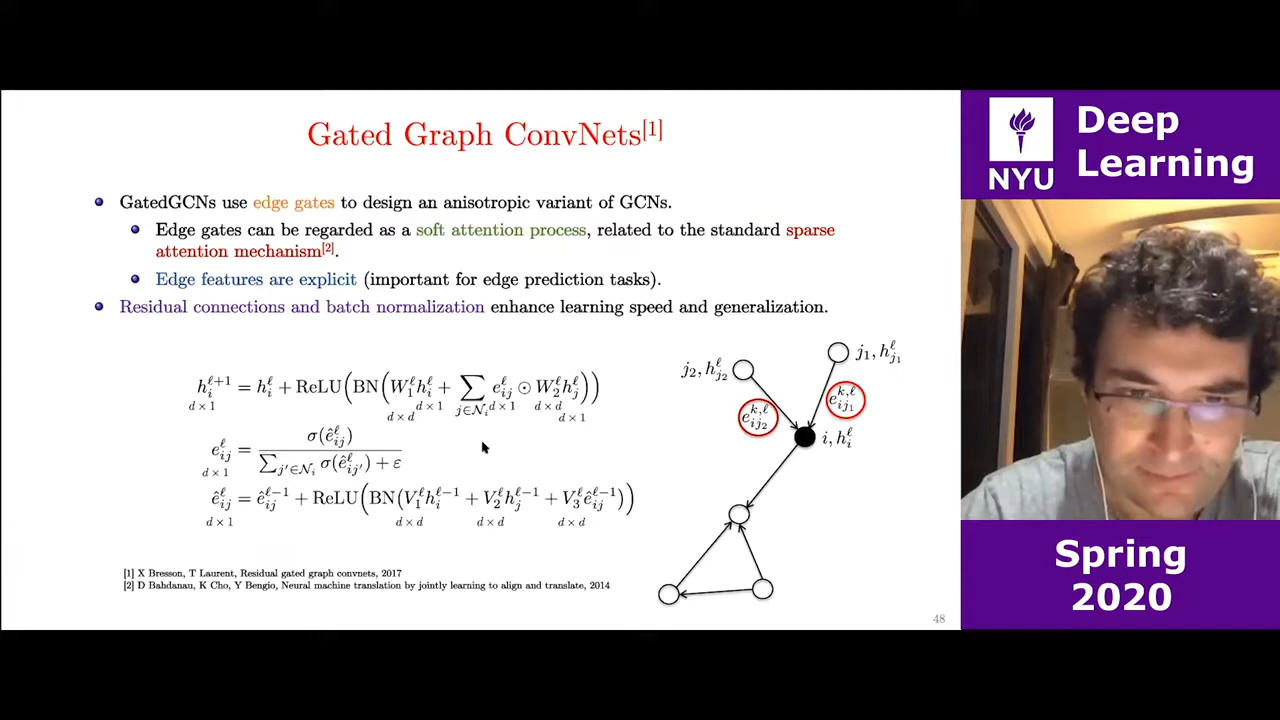 Gated Graph ConvNets[1]
GatedGCNs use edge gates to design an anisotropic variant of GCNs.
Edge gates can be regarded as a soft attention process, related to the standard sparse
attention mechanism[2].
Edge features are explicit (important for edge prediction tasks).
Residual connections and batch normalization enhance learning speed and generalization.
h_i^{ℓ+1} = h_i^ℓ + ReLU(BN(W_1^ℓ h_i^ℓ + ∑_{j∈N_i} e_{ij}^ℓ ⊙ W_2^ℓ h_j^ℓ))
d × 1 d × d d × 1 d × 1 d × d d × 1
e_{ij}^ℓ = σ(ê_{ij}^ℓ) / (∑_{j′∈N_i} σ(ê_{ij′}^ℓ) + ε)
d × 1
ê_{ij}^ℓ = ê_{ij}^{ℓ−1} + ReLU(BN(V_1^ℓ h_i^{ℓ−1} + V_2^ℓ h_j^{ℓ−1} + V_3^ℓ ê_{ij}^{ℓ−1}))
d × 1 d × d d × d d × d
j_1, h_{j_1}^ℓ
j_2, h_{j_2}^ℓ
e_{ij_1}^{k,ℓ}
e_{ij_2}^{k,ℓ}
i, h_i^ℓ
[1] X Bresson, T Laurent, Residual gated graph convnets, 2017
[2] D Bahdanau, K Cho, Y Bengio, Neural machine translation by jointly learning to align and translate, 2014
48
NYU
Deep
Learning
Spring
2020